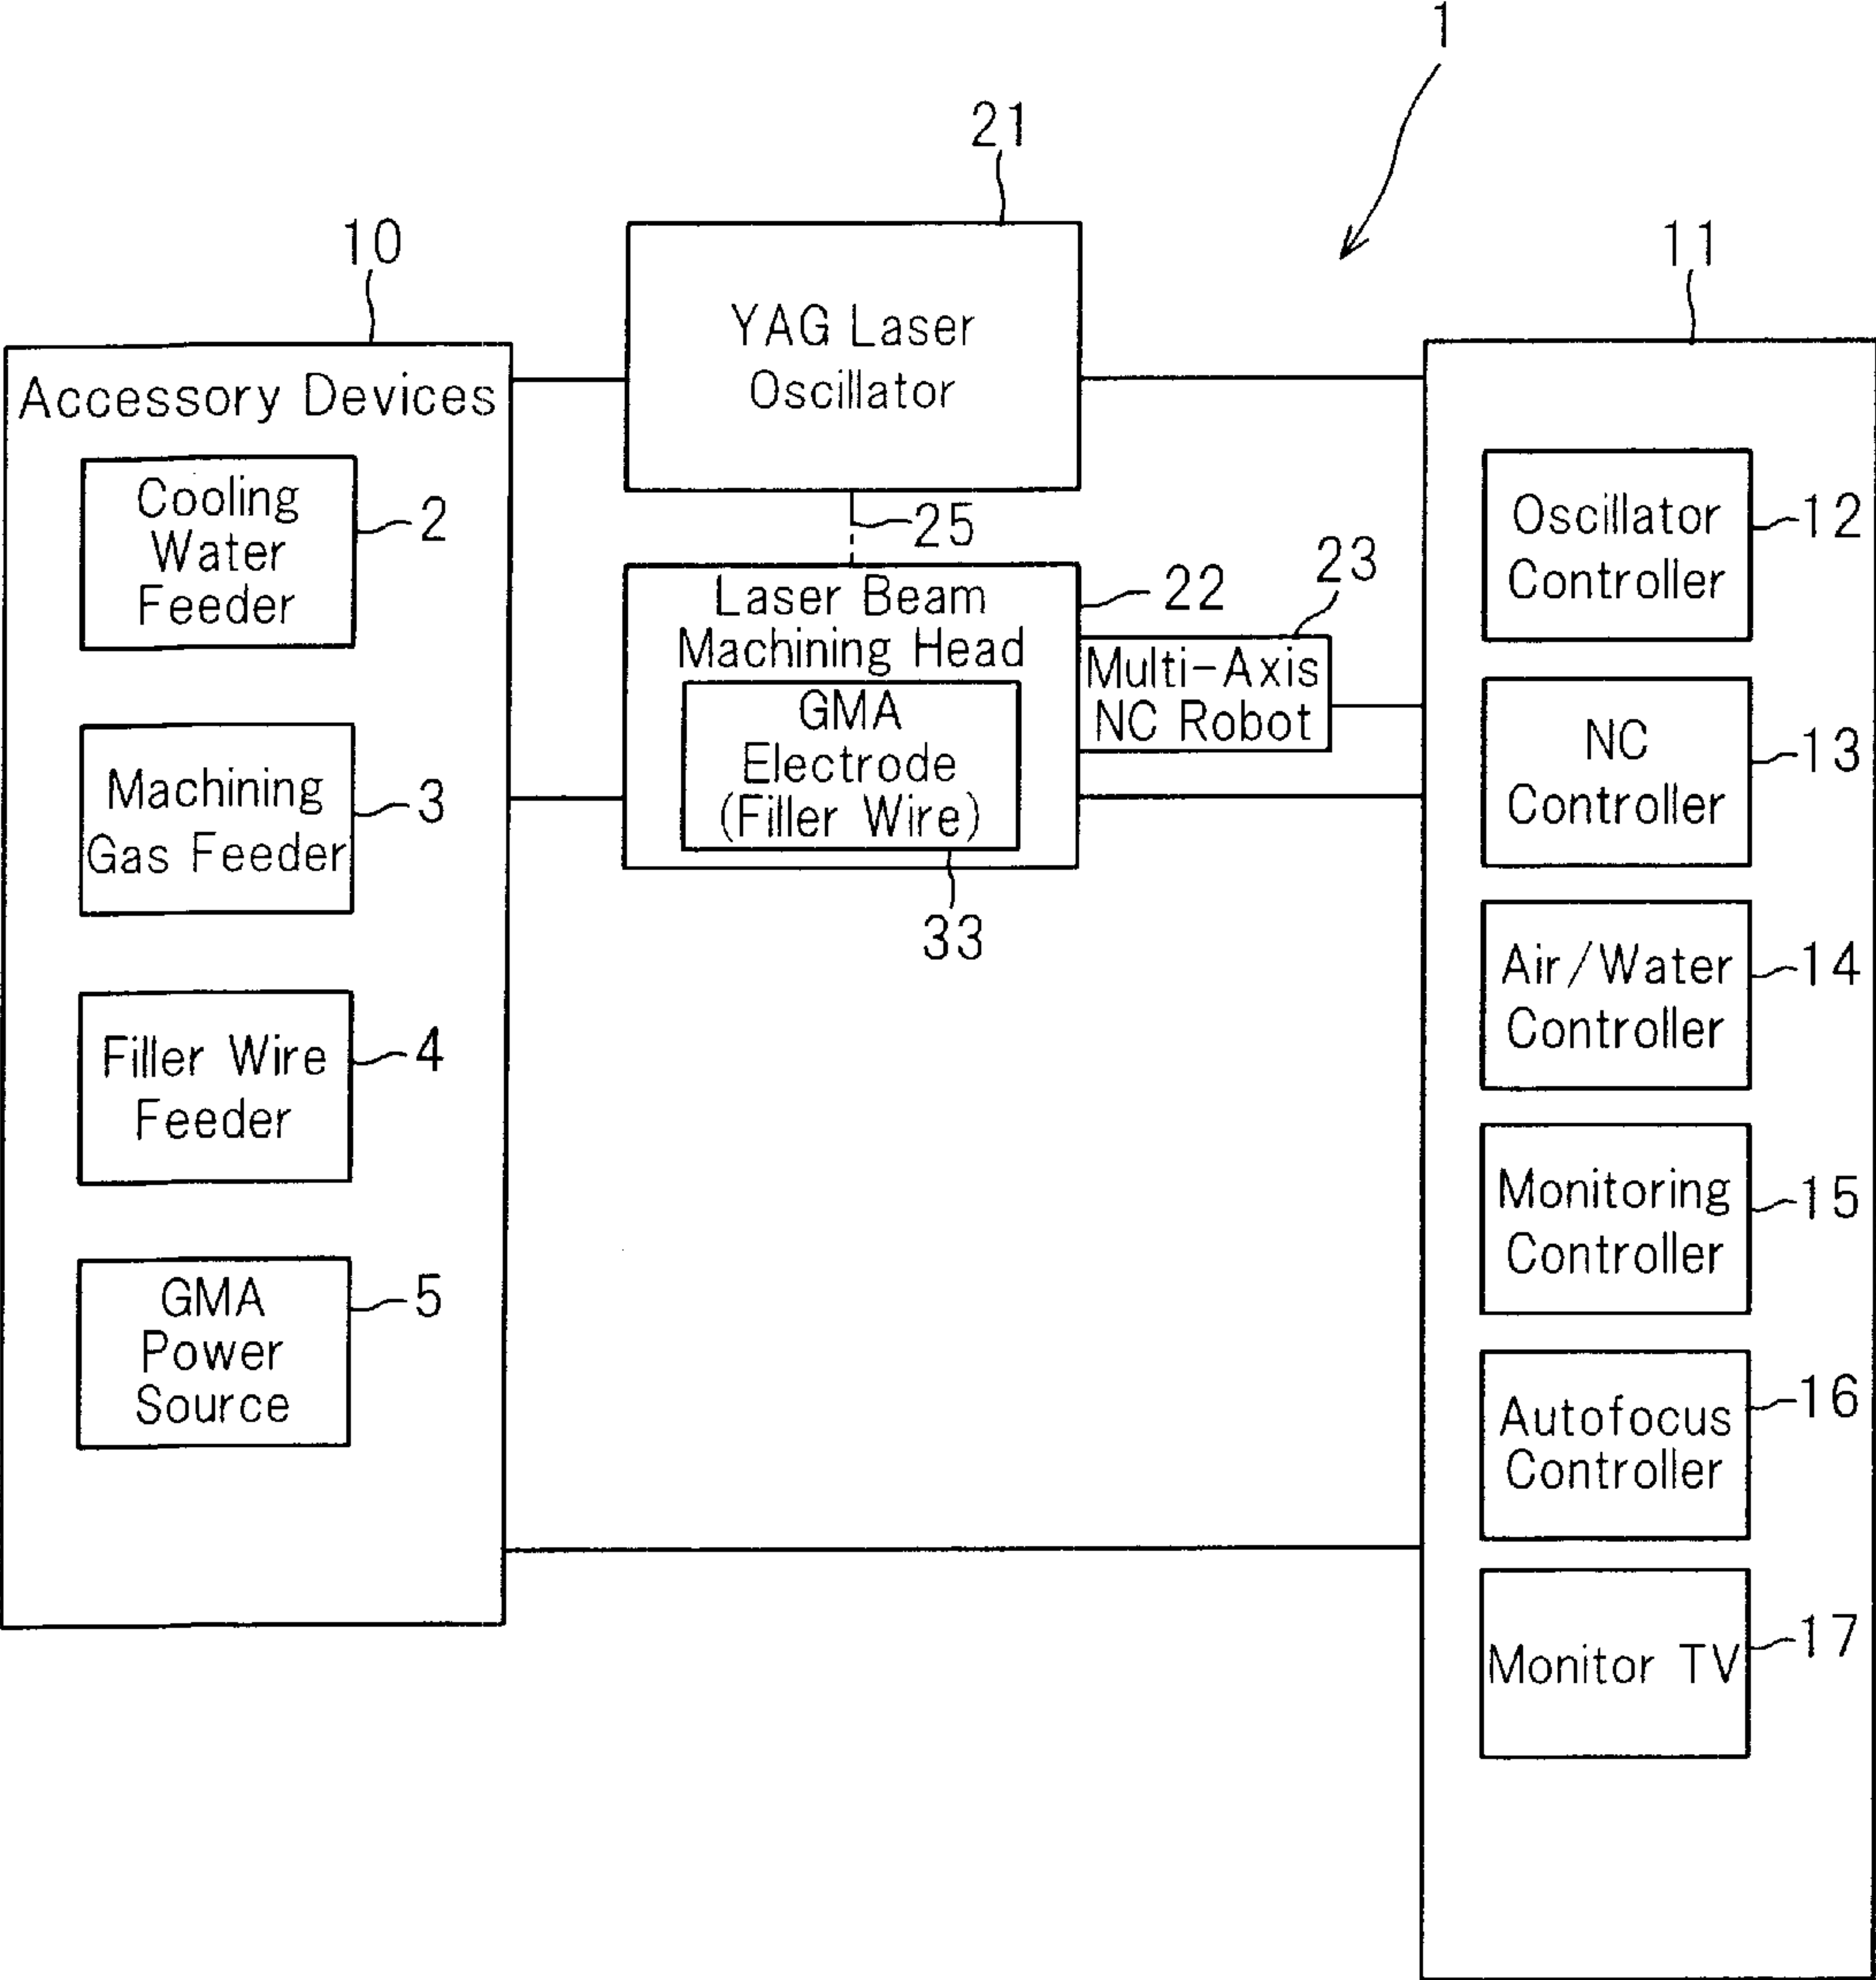 1
21
10
11
YAG Laser
Oscillator
Accessory Devices
Cooling
Water
Feeder
2
25
Oscillator
Controller
12
Laser Beam
Machining Head
22
23
Multi-Axis
NC Robot
GMA
Electrode
(Filler Wire)
33
NC
Controller
13
Machining
Gas Feeder
3
Air/Water
Controller
14
Filler Wire
Feeder
4
Monitoring
Controller
15
GMA
Power
Source
5
Autofocus
Controller
16
Monitor TV
17